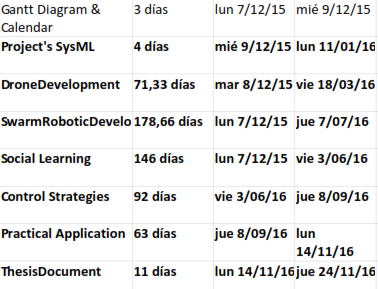 Gantt Diagram & Calendar 3 días lun 7/12/15 mié 9/12/15
Project's SysML 4 días mié 9/12/15 lun 11/01/16
DroneDevelopment 71,33 días mar 8/12/15 vie 18/03/16
SwarmRoboticDevelo 178,66 días lun 7/12/15 jue 7/07/16
Social Learning 146 días lun 7/12/15 vie 3/06/16
Control Strategies 92 días vie 3/06/16 jue 8/09/16
Practical Application 63 días jue 8/09/16 lun 14/11/16
ThesisDocument 11 días lun 14/11/16 jue 24/11/16